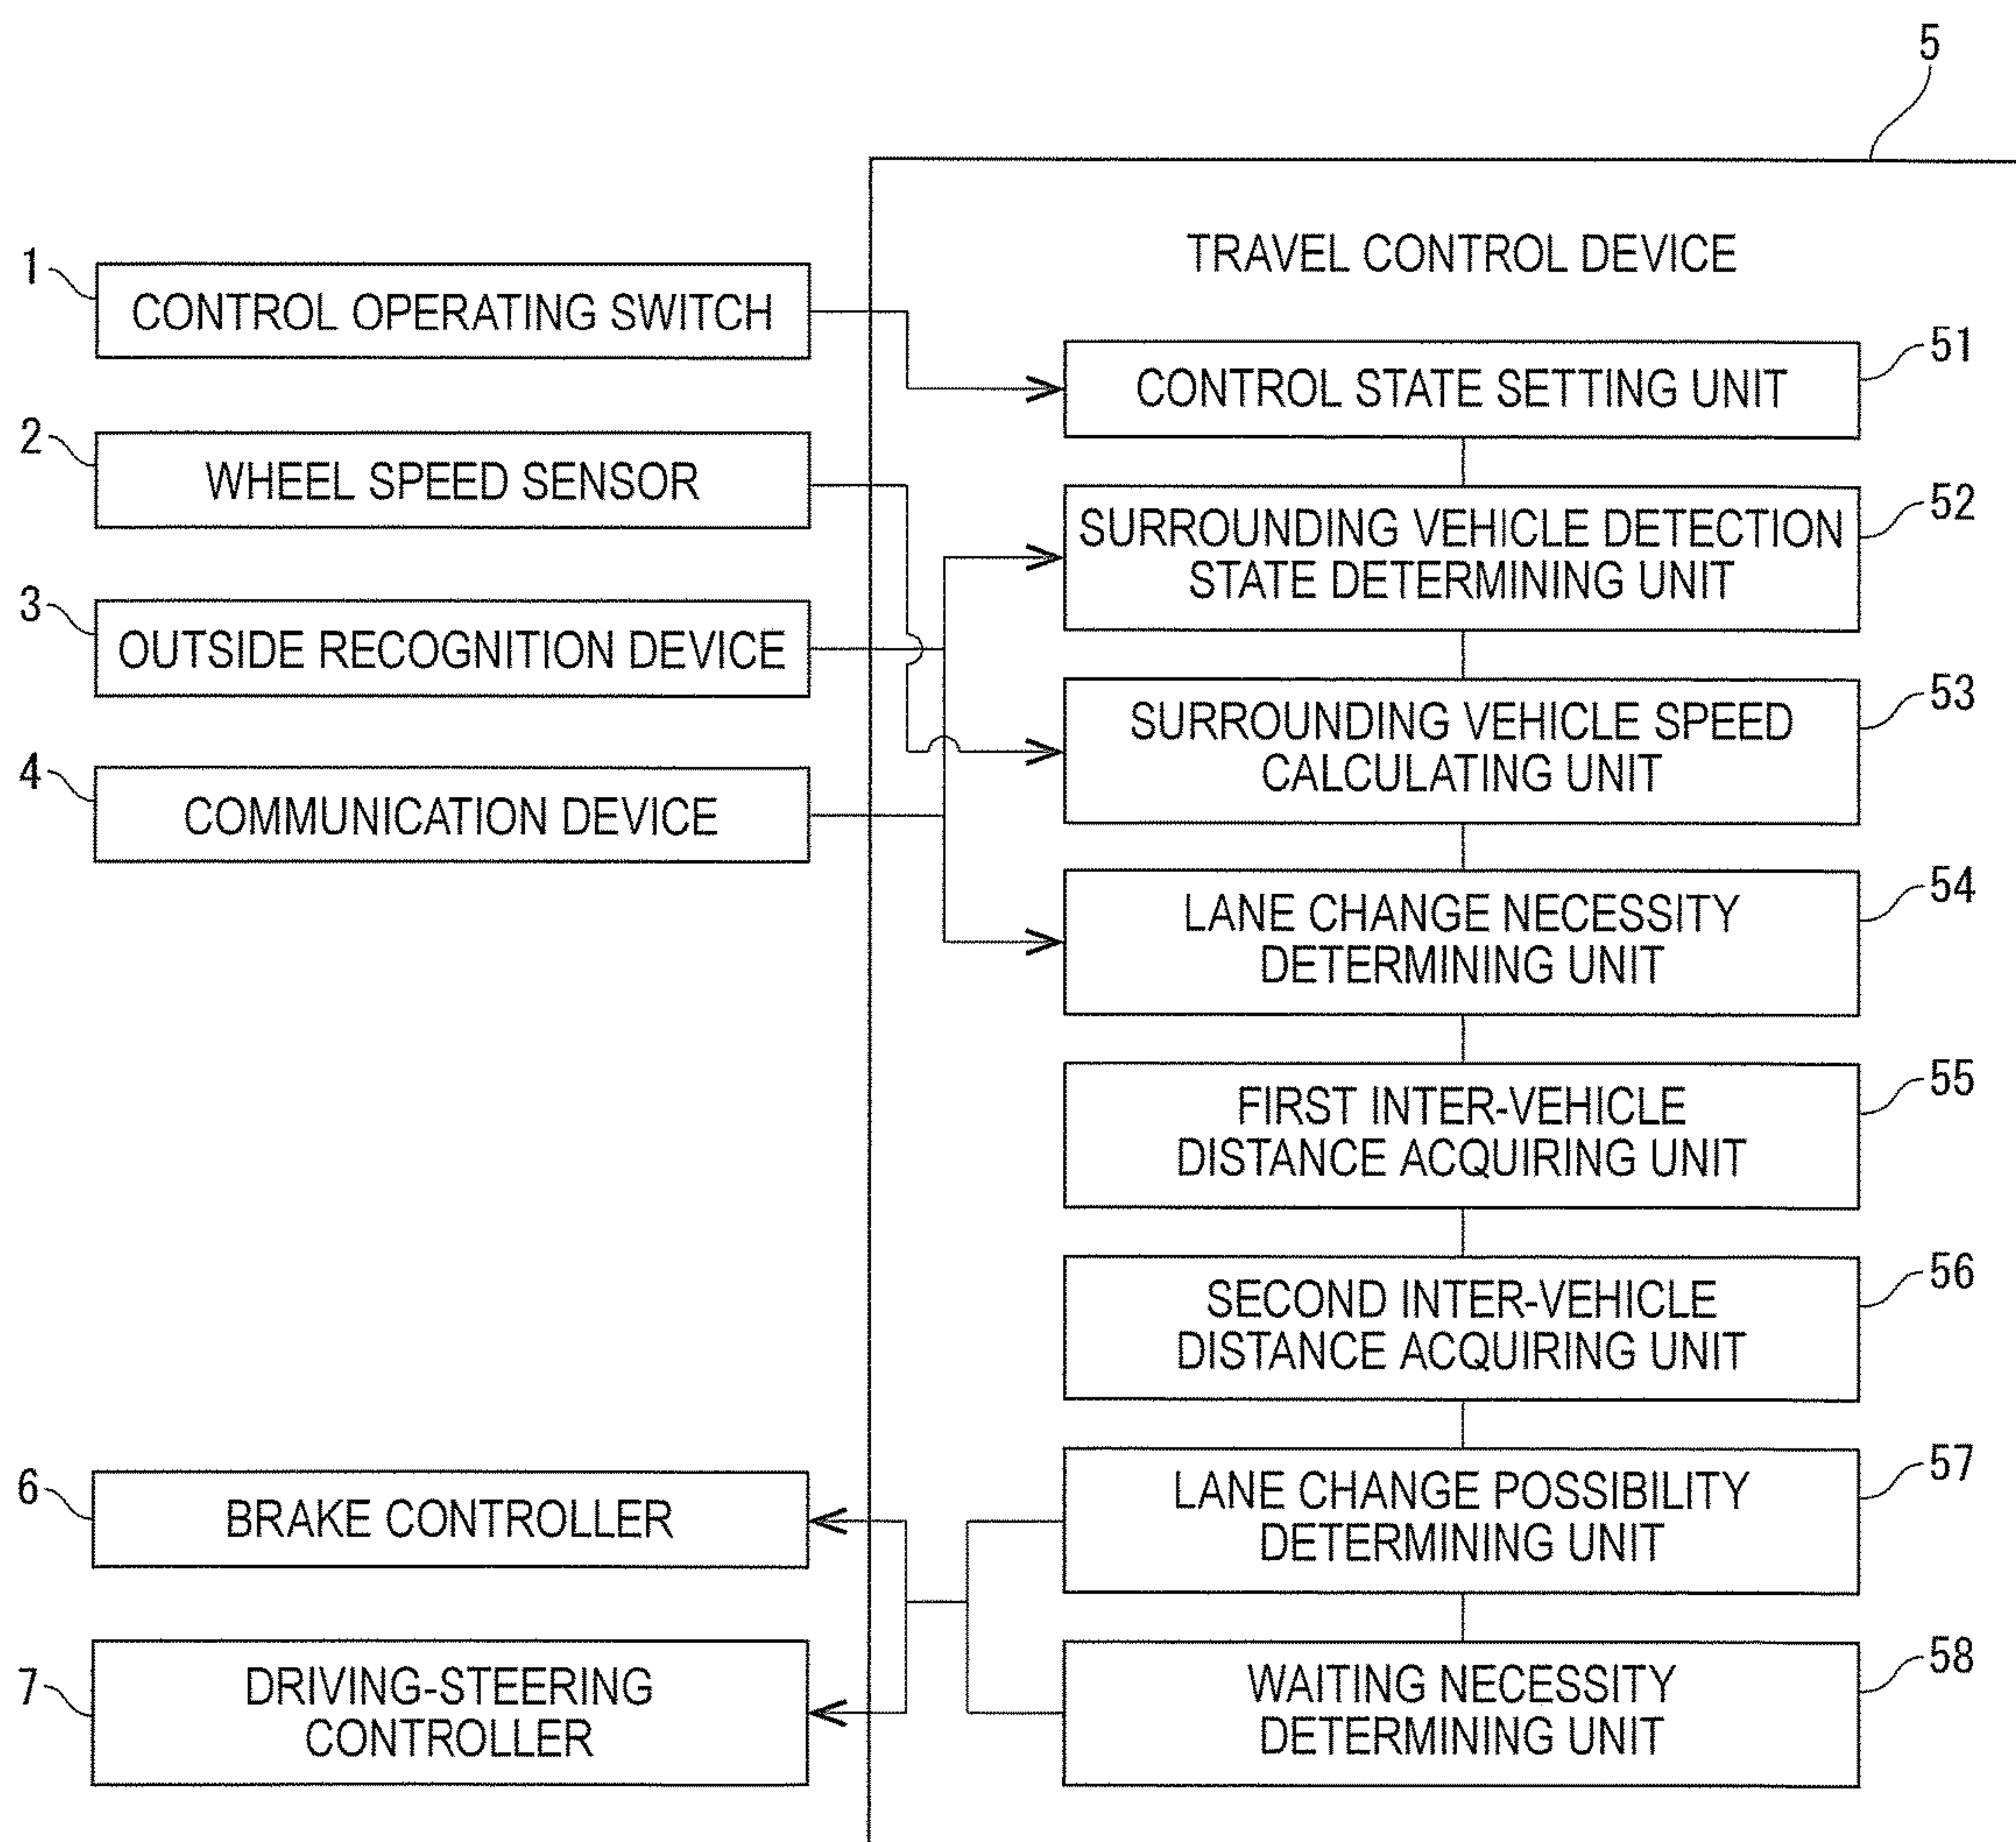 5
TRAVEL CONTROL DEVICE
1
CONTROL OPERATING SWITCH
2
WHEEL SPEED SENSOR
3
OUTSIDE RECOGNITION DEVICE
4
COMMUNICATION DEVICE
51
CONTROL STATE SETTING UNIT
52
SURROUNDING VEHICLE DETECTION
STATE DETERMINING UNIT
53
SURROUNDING VEHICLE SPEED
CALCULATING UNIT
54
LANE CHANGE NECESSITY
DETERMINING UNIT
55
FIRST INTER-VEHICLE
DISTANCE ACQUIRING UNIT
56
SECOND INTER-VEHICLE
DISTANCE ACQUIRING UNIT
57
LANE CHANGE POSSIBILITY
DETERMINING UNIT
58
WAITING NECESSITY
DETERMINING UNIT
6
BRAKE CONTROLLER
7
DRIVING-STEERING
CONTROLLER